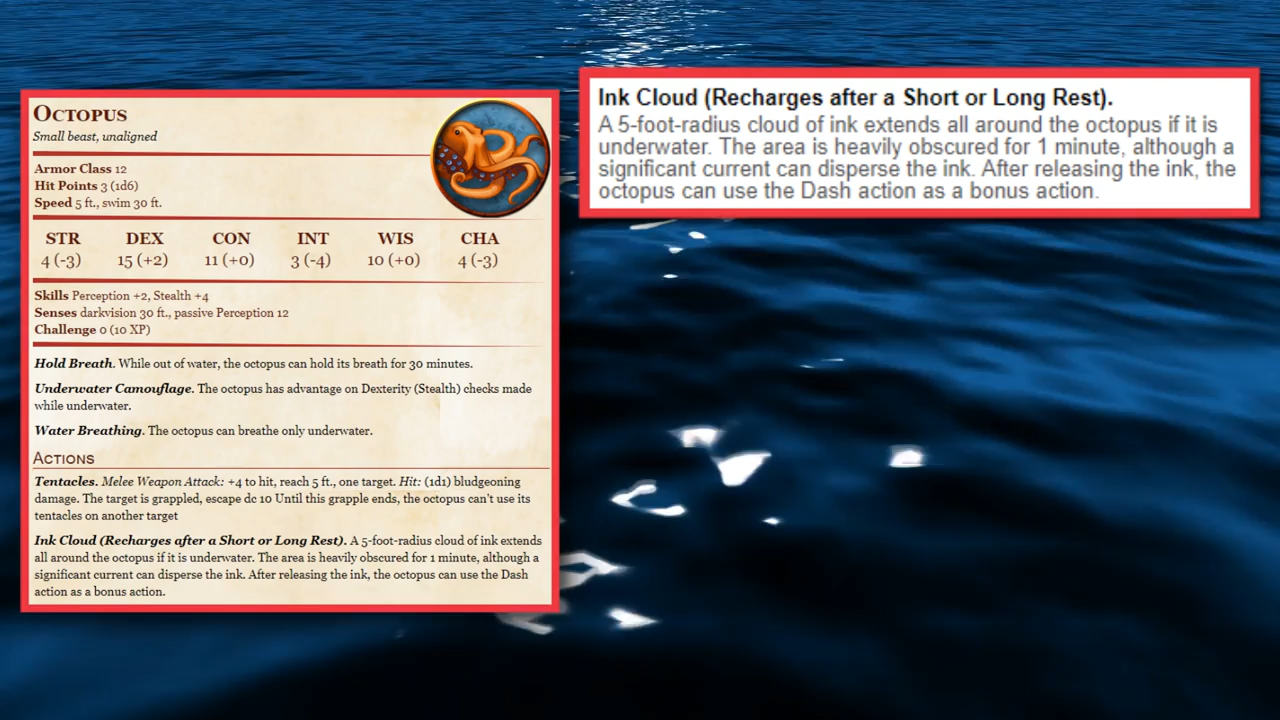 OCTOPUS
Small beast, unaligned
Armor Class 12
Hit Points 3 (1d6)
Speed 5 ft., swim 30 ft.
STR DEX CON INT WIS CHA
4 (-3) 15 (+2) 11 (+0) 3 (-4) 10 (+0) 4 (-3)
Skills Perception +2, Stealth +4
Senses darkvision 30 ft., passive Perception 12
Challenge 0 (10 XP)
Hold Breath. While out of water, the octopus can hold its breath for 30 minutes.
Underwater Camouflage. The octopus has advantage on Dexterity (Stealth) checks made
while underwater.
Water Breathing. The octopus can breathe only underwater.
ACTIONS
Tentacles. Melee Weapon Attack: +4 to hit, reach 5 ft., one target. Hit: (1d1) bludgeoning
damage. The target is grappled, escape dc 10 Until this grapple ends, the octopus can't use its
tentacles on another target
Ink Cloud (Recharges after a Short or Long Rest). A 5-foot-radius cloud of ink extends
all around the octopus if it is underwater. The area is heavily obscured for 1 minute, although a
significant current can disperse the ink. After releasing the ink, the octopus can use the Dash
action as a bonus action.
Ink Cloud (Recharges after a Short or Long Rest).
A 5-foot-radius cloud of ink extends all around the octopus if it is
underwater. The area is heavily obscured for 1 minute, although a
significant current can disperse the ink. After releasing the ink, the
octopus can use the Dash action as a bonus action.